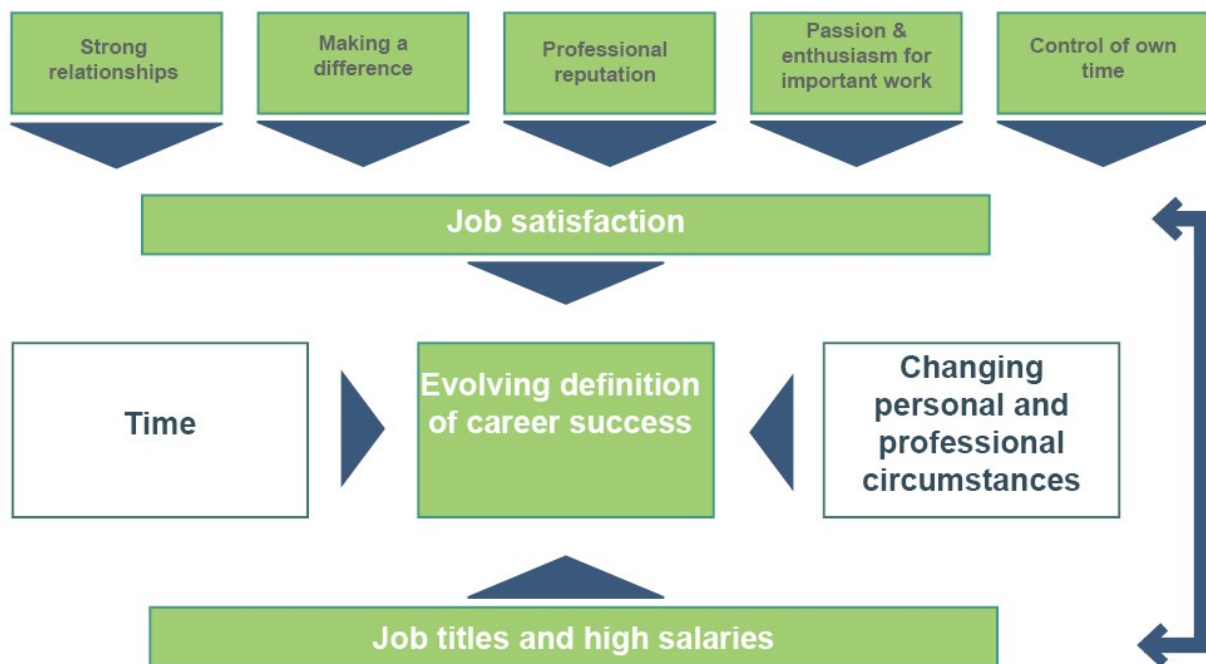 Strong
relationships
Making a
difference
Professional
reputation
Passion &
enthusiasm for
important work
Control of own
time
Job satisfaction
Time
Evolving definition
of career success
Changing
personal and
professional
circumstances
Job titles and high salaries